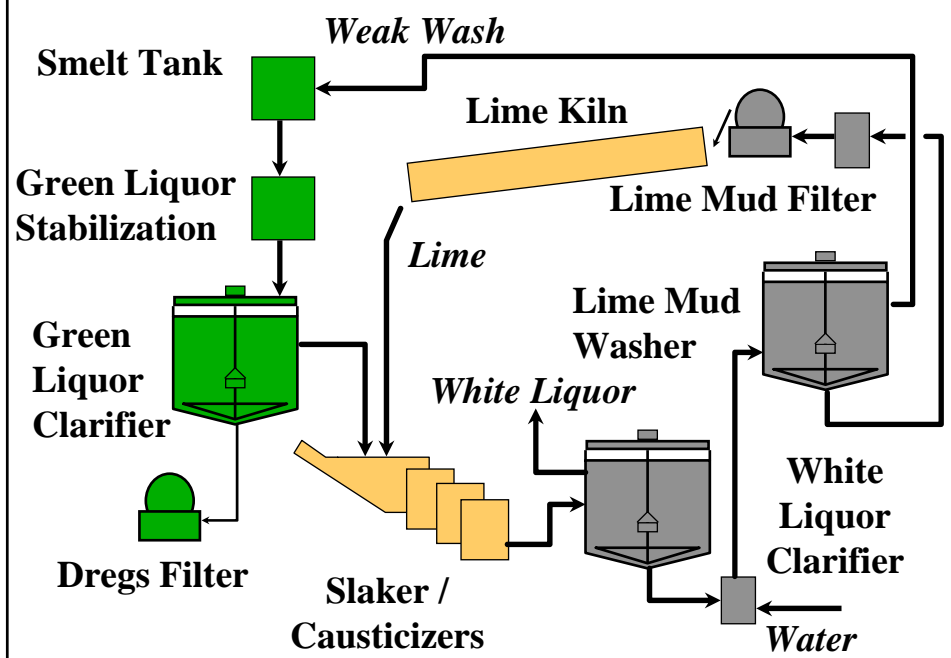 Weak Wash
Smelt Tank
Lime Kiln
Green Liquor
Stabilization
Lime Mud Filter
Lime
Lime Mud
Washer
Green
Liquor
Clarifier
White Liquor
White
Liquor
Clarifier
Dregs Filter
Slaker /
Causticizers
Water